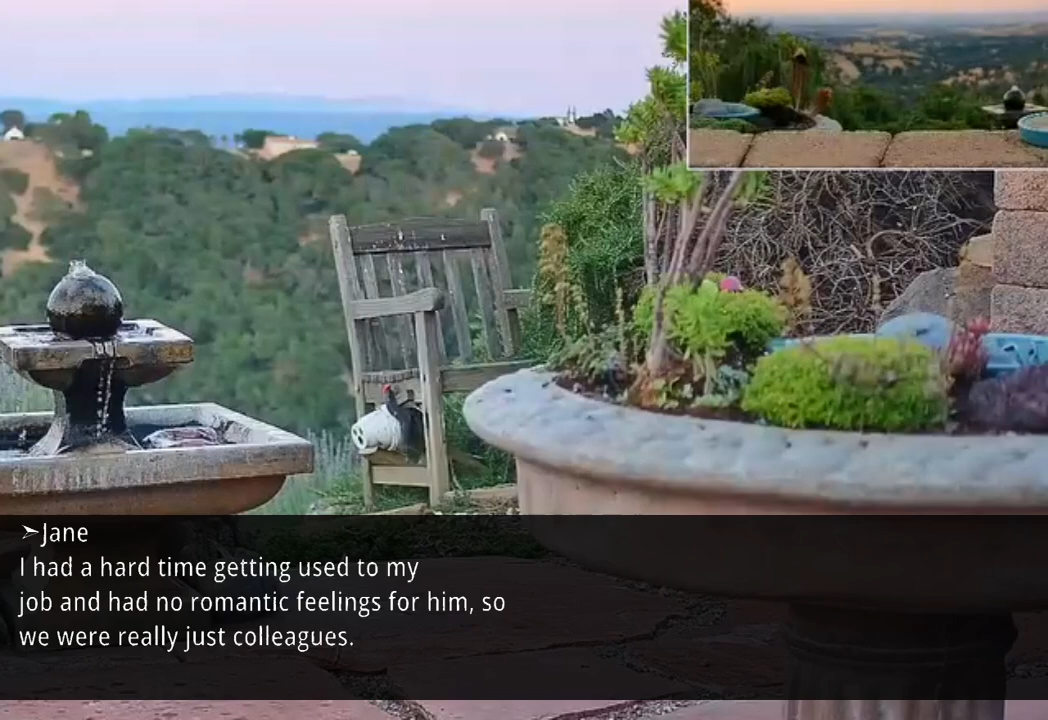 ➣Jane
I had a hard time getting used to my
job and had no romantic feelings for him, so
we were really just colleagues.